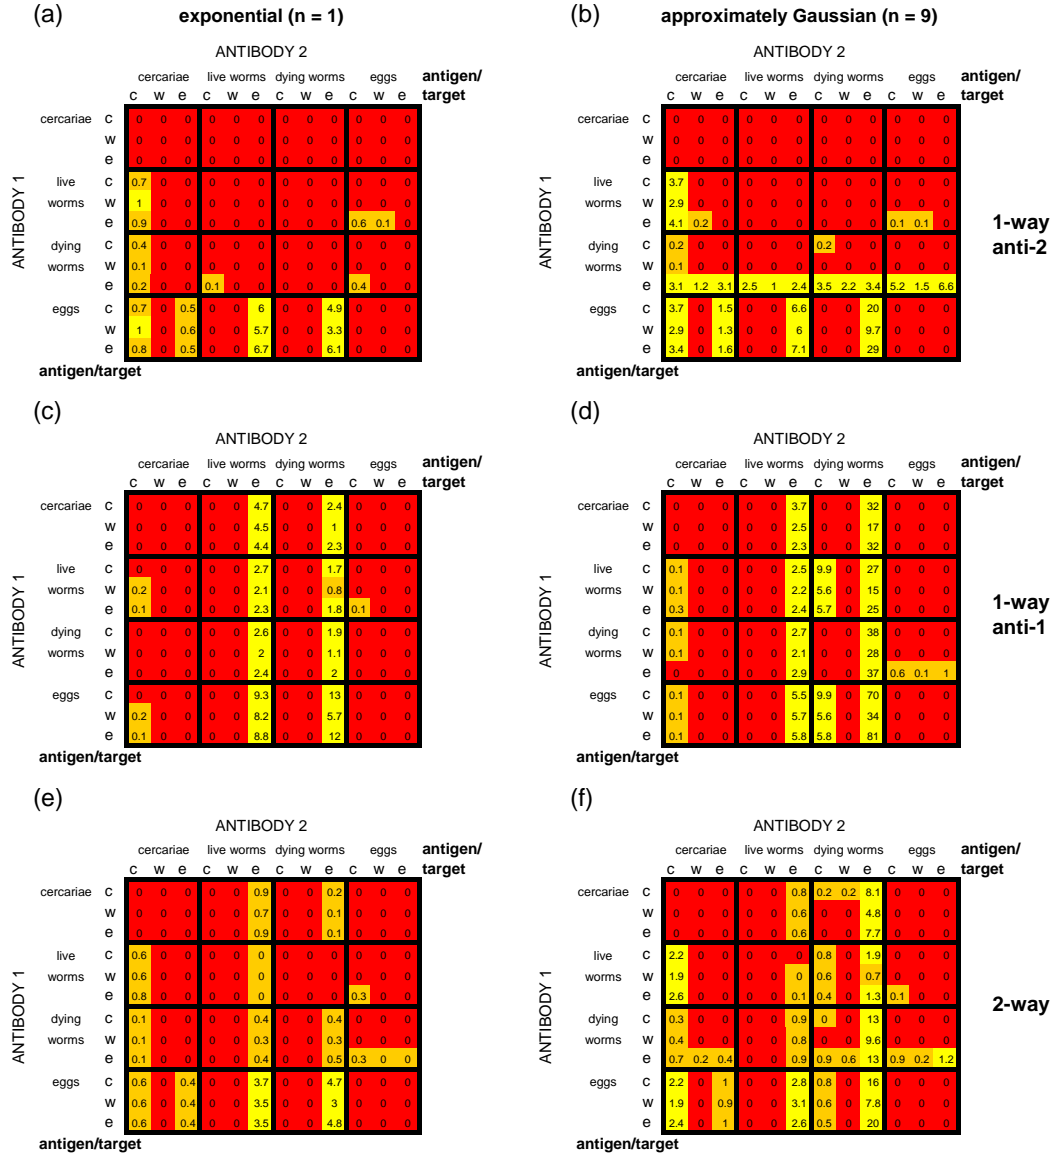 (a) exponential (n = 1)
ANTIBODY 2
cercariae live worms dying worms eggs antigen/
c w e c w e c w e c w e target
ANTIBODY 1
cercariae c 0 0 0 0 0 0 0 0 0 0 0 0
w 0 0 0 0 0 0 0 0 0 0 0 0
e 0 0 0 0 0 0 0 0 0 0 0 0
live c 0.7 0 0 0 0 0 0 0 0 0 0 0
worms w 1 0 0 0 0 0 0 0 0 0 0 0
e 0.9 0 0 0 0 0 0 0 0 0.6 0.1 0
dying c 0.4 0 0 0 0 0 0 0 0 0 0 0
worms w 0.1 0 0 0 0 0 0 0 0 0 0 0
e 0.2 0 0 0.1 0 0 0 0 0 0.4 0 0
eggs c 0.7 0 0.5 0 0 6 0 0 4.9 0 0 0
w 1 0 0.6 0 0 5.7 0 0 3.3 0 0 0
e 0.8 0 0.5 0 0 6.7 0 0 6.1 0 0 0
antigen/target
(b) approximately Gaussian (n = 9)
ANTIBODY 2
cercariae live worms dying worms eggs antigen/
c w e c w e c w e c w e target
ANTIBODY 1
cercariae c 0 0 0 0 0 0 0 0 0 0 0 0
w 0 0 0 0 0 0 0 0 0 0 0 0
e 0 0 0 0 0 0 0 0 0 0 0 0
live c 3.7 0 0 0 0 0 0 0 0 0 0 0
worms w 2.9 0 0 0 0 0 0 0 0 0 0 0
e 4.1 0.2 0 0 0 0 0 0 0 0.1 0.1 0
dying c 0.2 0 0 0 0 0 0.2 0 0 0 0 0
worms w 0.1 0 0 0 0 0 0 0 0 0 0 0
e 3.1 1.2 3.1 2.5 1 2.4 3.5 2.2 3.4 5.2 1.5 6.6
eggs c 3.7 0 1.5 0 0 6.6 0 0 20 0 0 0
w 2.9 0 1.3 0 0 6 0 0 9.7 0 0 0
e 3.4 0 1.6 0 0 7.1 0 0 29 0 0 0
antigen/target
1-way
anti-2
(c)
ANTIBODY 2
cercariae live worms dying worms eggs antigen/
c w e c w e c w e c w e target
ANTIBODY 1
cercariae c 0 0 0 0 0 4.7 0 0 2.4 0 0 0
w 0 0 0 0 0 4.5 0 0 1 0 0 0
e 0 0 0 0 0 4.4 0 0 2.3 0 0 0
live c 0 0 0 0 0 2.7 0 0 1.7 0 0 0
worms w 0.2 0 0 0 0 2.1 0 0 0.8 0 0 0
e 0.1 0 0 0 0 2.3 0 0 1.8 0.1 0 0
dying c 0 0 0 0 0 2.6 0 0 1.9 0 0 0
worms w 0 0 0 0 0 2 0 0 1.1 0 0 0
e 0 0 0 0 0 2.4 0 0 2 0 0 0
eggs c 0 0 0 0 0 9.3 0 0 13 0 0 0
w 0.2 0 0 0 0 8.2 0 0 5.7 0 0 0
e 0.1 0 0 0 0 8.8 0 0 12 0 0 0
antigen/target
(d)
ANTIBODY 2
cercariae live worms dying worms eggs antigen/
c w e c w e c w e c w e target
ANTIBODY 1
cercariae c 0 0 0 0 0 3.7 0 0 32 0 0 0
w 0 0 0 0 0 2.5 0 0 17 0 0 0
e 0 0 0 0 0 2.3 0 0 32 0 0 0
live c 0.1 0 0 0 0 2.5 9.9 0 27 0 0 0
worms w 0.1 0 0 0 0 2.2 5.6 0 15 0 0 0
e 0.3 0 0 0 0 2.4 5.7 0 25 0 0 0
dying c 0.1 0 0 0 0 2.7 0 0 38 0 0 0
worms w 0.1 0 0 0 0 2.1 0 0 28 0 0 0
e 0 0 0 0 0 2.9 0 0 37 0.6 0.1 1
eggs c 0.1 0 0 0 0 5.5 9.9 0 70 0 0 0
w 0.1 0 0 0 0 5.7 5.6 0 34 0 0 0
e 0.1 0 0 0 0 5.8 5.8 0 81 0 0 0
antigen/target
1-way
anti-1
(e)
ANTIBODY 2
cercariae live worms dying worms eggs antigen/
c w e c w e c w e c w e target
ANTIBODY 1
cercariae c 0 0 0 0 0 0.9 0 0 0.2 0 0 0
w 0 0 0 0 0 0.7 0 0 0.1 0 0 0
e 0 0 0 0 0 0.9 0 0 0.1 0 0 0
live c 0.6 0 0 0 0 0 0 0 0 0 0 0
worms w 0.6 0 0 0 0 0 0 0 0 0 0 0
e 0.8 0 0 0 0 0 0 0 0 0.3 0 0
dying c 0.1 0 0 0 0 0.4 0 0 0.4 0 0 0
worms w 0.1 0 0 0 0 0.3 0 0 0.3 0 0 0
e 0.1 0 0 0 0 0.4 0 0 0.5 0.3 0 0
eggs c 0.6 0 0.4 0 0 3.7 0 0 4.7 0 0 0
w 0.6 0 0.4 0 0 3.5 0 0 3 0 0 0
e 0.6 0 0.4 0 0 3.5 0 0 4.8 0 0 0
antigen/target
(f)
ANTIBODY 2
cercariae live worms dying worms eggs antigen/
c w e c w e c w e c w e target
ANTIBODY 1
cercariae c 0 0 0 0 0 0.8 0.2 0.2 8.1 0 0 0
w 0 0 0 0 0 0.6 0 0 4.8 0 0 0
e 0 0 0 0 0 0.6 0 0 7.7 0 0 0
live c 2.2 0 0 0 0 0 0.8 0 1.9 0 0 0
worms w 1.9 0 0 0 0 0 0.6 0 0.7 0 0 0
e 2.6 0 0 0 0 0.1 0.4 0 1.3 0.1 0 0
dying c 0.3 0 0 0 0 0.9 0 0 13 0 0 0
worms w 0.4 0 0 0 0 0.8 0 0 9.6 0 0 0
e 0.7 0.2 0.4 0 0 0.9 0.9 0.6 13 0.9 0.2 1.2
eggs c 2.2 0 1 0 0 2.8 0.8 0 16 0 0 0
w 1.9 0 0.9 0 0 3.1 0.6 0 7.8 0 0 0
e 2.4 0 1 0 0 2.6 0.5 0 20 0 0 0
antigen/target
2-way